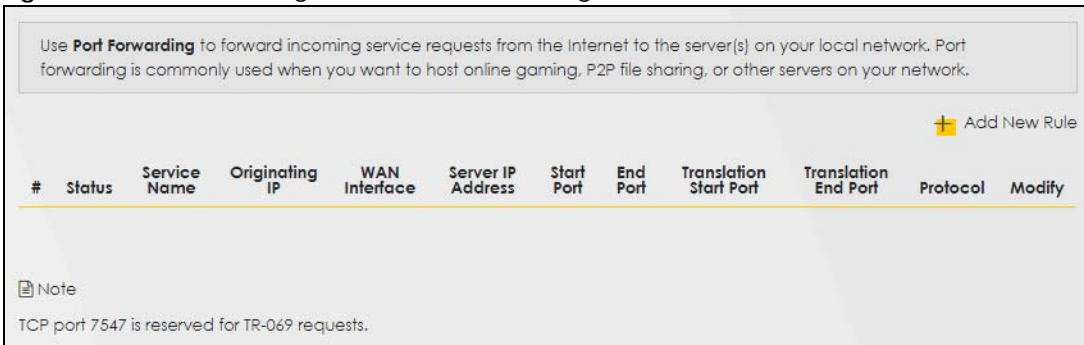 Use Port Forwarding to forward incoming service requests from the Internet to the server(s) on your local network. Port
forwarding is commonly used when you want to host online gaming, P2P file sharing, or other servers on your network.
Add New Rule
# Status Service Name Originating IP WAN Interface Server IP Address Start Port End Port Translation Start Port Translation End Port Protocol Modify
Note
TCP port 7547 is reserved for TR-069 requests.